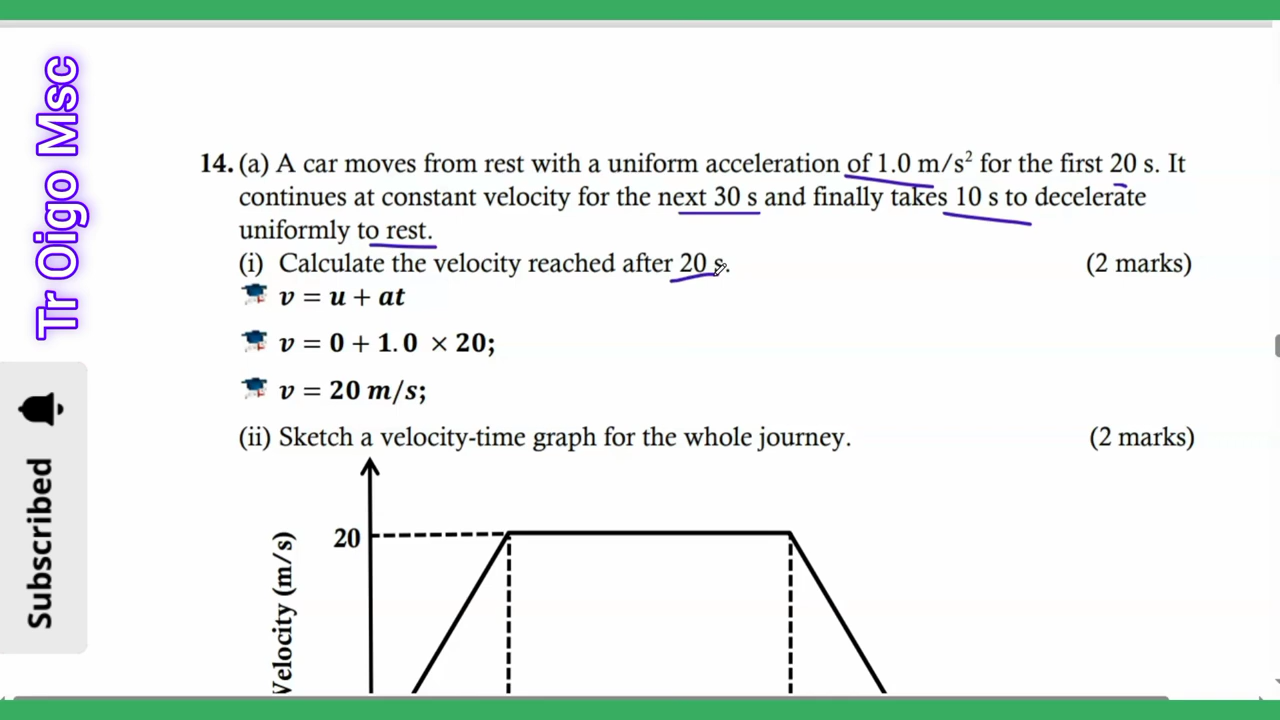 Tr Oigo Msc
Subscribed
14. (a) A car moves from rest with a uniform acceleration of 1.0 m/s² for the first 20 s. It
continues at constant velocity for the next 30 s and finally takes 10 s to decelerate
uniformly to rest.
(i) Calculate the velocity reached after 20 s. (2 marks)
v = u + at
v = 0 + 1.0 × 20;
v = 20 m/s;
(ii) Sketch a velocity-time graph for the whole journey. (2 marks)
20
Velocity (m/s)